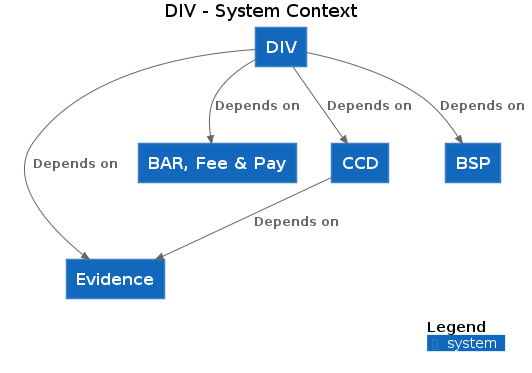 DIV - System Context
DIV
Depends on
Depends on
Depends on
BAR, Fee & Pay
CCD
BSP
Depends on
Depends on
Evidence
Legend
system